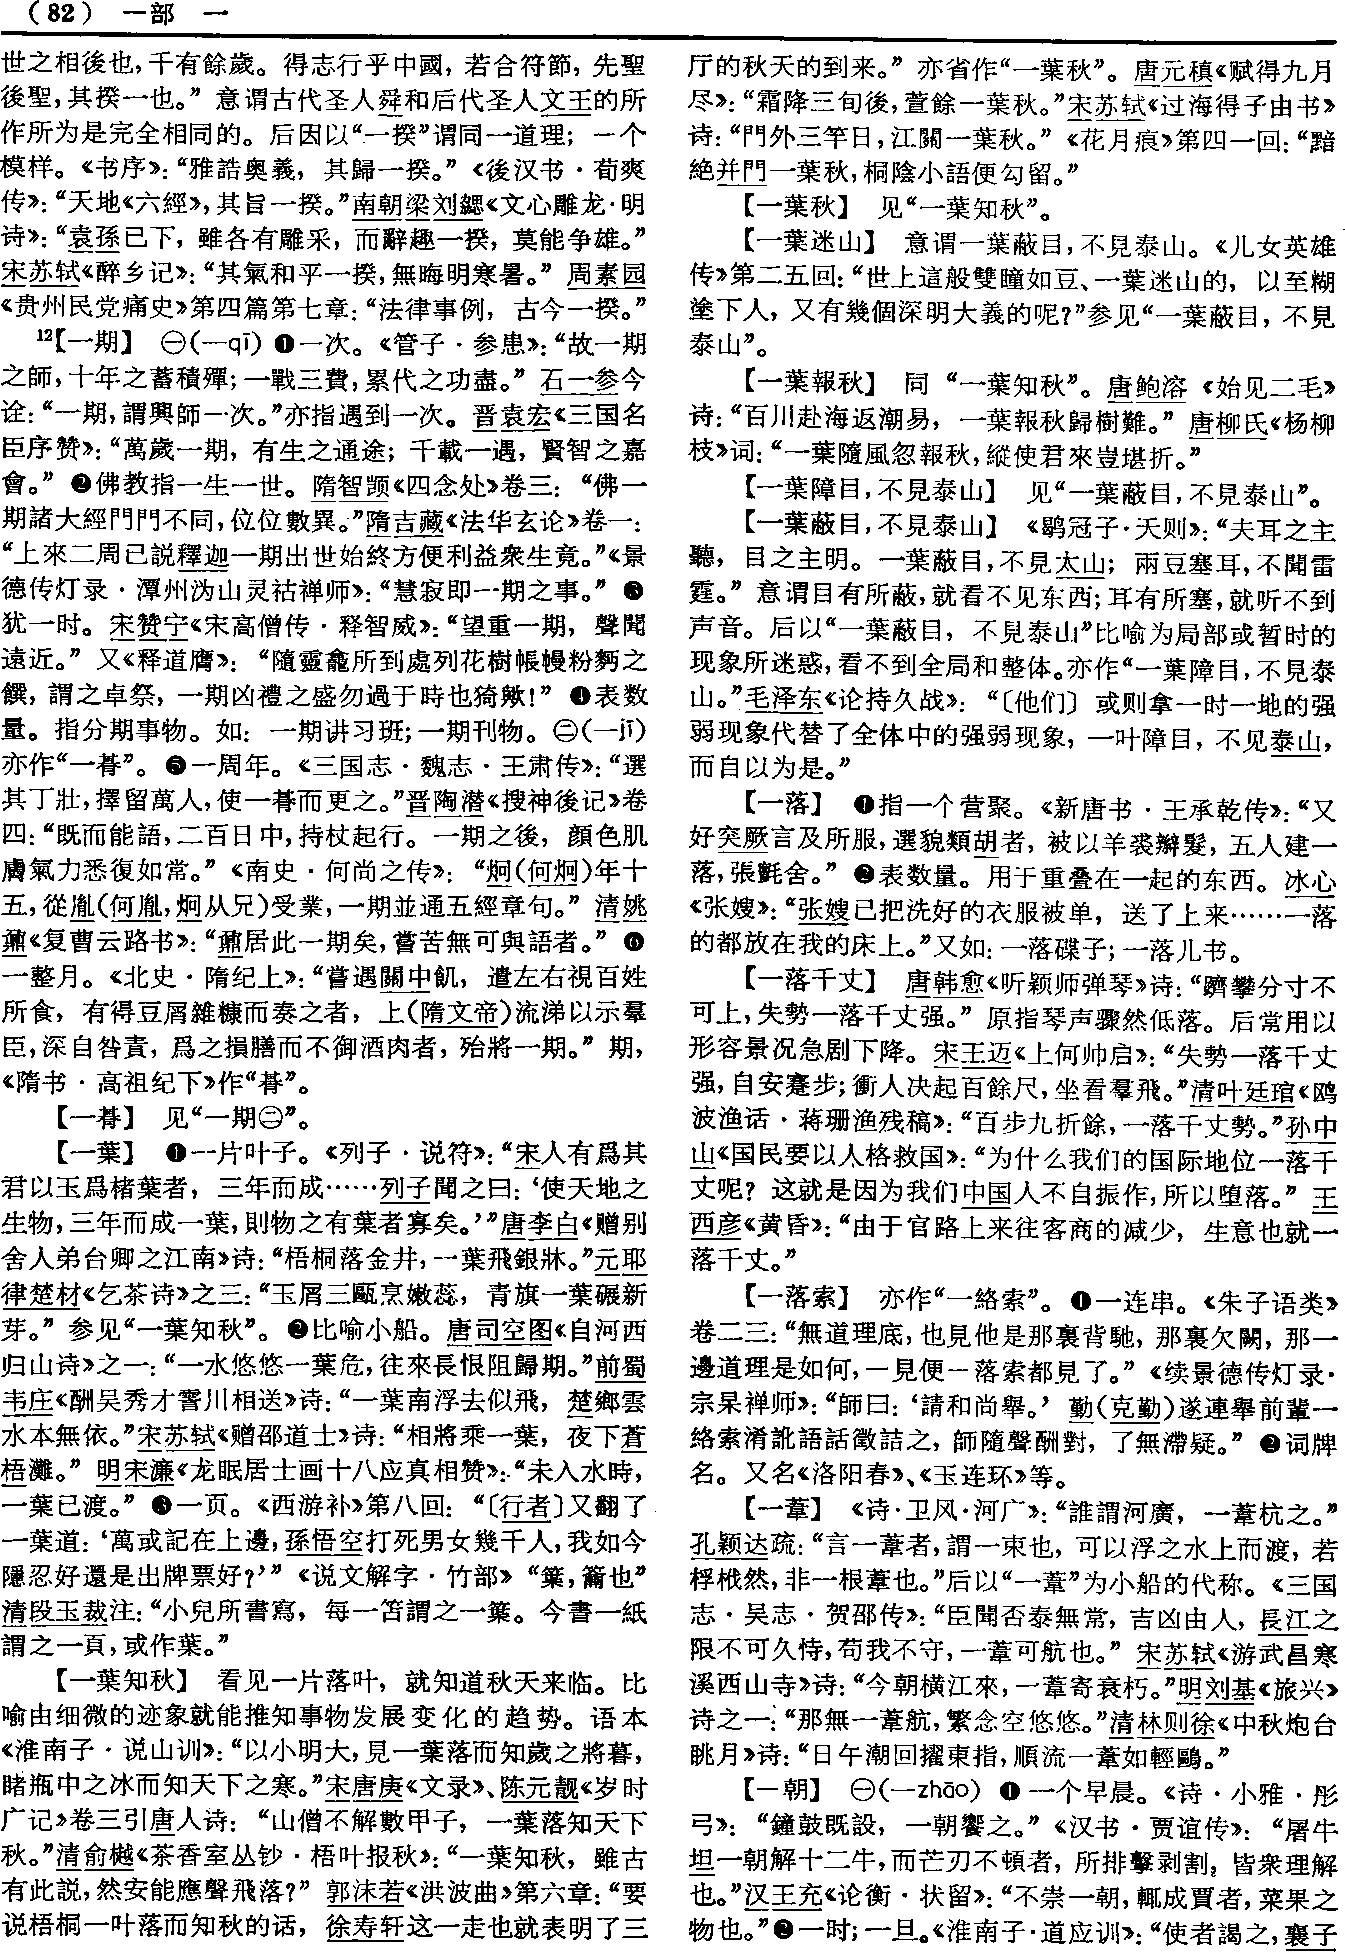 （82） 一部 一
世之相後也，千有餘歲。得志行乎中國，若合符節，先聖
後聖，其揆一也。”意谓古代圣人舜和后代圣人文王的所
作所为是完全相同的。后因以“一揆”谓同一道理；一个
模样。《书序》：“雅誥奥義，其歸一揆。”《後汉书·荀爽
传》：“天地《六經》，其旨一揆。”南朝梁刘勰《文心雕龙·明
诗》：“袁孫已下，雖各有雕采，而辭趣一揆，莫能争雄。”
宋苏轼《醉乡记》：“其氣和平一揆，無晦明寒暑。”周素园
《贵州民党痛史》第四篇第七章：“法律事例，古今一揆。”
12【一期】 ㊀(一qī) ❶一次。《管子·参患》：“故一期
之師，十年之蓄積殫；一戰三費，累代之功盡。”石一参今
诠：“一期，謂興師一次。”亦指遇到一次。晋袁宏《三国名
臣序赞》：“萬歲一期，有生之通途；千載一遇，賢智之嘉
會。”❷佛教指一生一世。隋智𫖮《四念处》卷三：“佛一
期諸大經門門不同，位位數異。”隋吉藏《法华玄论》卷一：
“上來二周已説釋迦一期出世始終方便利益衆生竟。”《景
德传灯录·潭州沩山灵祐禅师》：“慧寂即一期之事。”❸
犹一时。宋赞宁《宋高僧传·释智威》：“望重一期，聲聞
遠近。”又《释道膺》：“隨靈龕所到處列花樹帳幔粉麪之
饌，謂之卓祭，一期凶禮之盛勿過于時也猗歟！”❹表数
量。指分期事物。如：一期讲习班；一期刊物。㊁(一jī)
亦作“一朞”。❺一周年。《三国志·魏志·王肃传》：“選
其丁壯，擇留萬人，使一朞而更之。”晋陶潜《搜神後记》卷
四：“既而能語，二百日中，持杖起行。一期之後，顔色肌
膚氣力悉復如常。”《南史·何尚之传》：“炯(何炯)年十
五，從胤(何胤，炯从兄)受業，一期並通五經章句。”清姚
鼐《复曹云路书》：“鼐居此一期矣，嘗苦無可與語者。”❻
一整月。《北史·隋纪上》：“嘗遇關中飢，遣左右視百姓
所食，有得豆屑雜糠而奏之者，上(隋文帝)流涕以示羣
臣，深自咎責，爲之損膳而不御酒肉者，殆將一期。”期，
《隋书·高祖纪下》作“朞”。
【一朞】 见“一期㊁”。
【一葉】 ❶一片叶子。《列子·说符》：“宋人有爲其
君以玉爲楮葉者，三年而成……列子聞之曰：‘使天地之
生物，三年而成一葉，則物之有葉者寡矣。’”唐李白《赠别
舍人弟台卿之江南》诗：“梧桐落金井，一葉飛銀牀。”元耶
律楚材《乞茶诗》之三：“玉屑三甌烹嫩蕊，青旗一葉碾新
芽。”参见“一葉知秋”。❷比喻小船。唐司空图《自河西
归山诗》之一：“一水悠悠一葉危，往來長恨阻歸期。”前蜀
韦庄《酬吴秀才霅川相送》诗：“一葉南浮去似飛，楚鄉雲
水本無依。”宋苏轼《赠邵道士》诗：“相將乘一葉，夜下蒼
梧灘。”明宋濂《龙眠居士画十八应真相赞》：“未入水時，
一葉已渡。”❸一页。《西游补》第八回：“〔行者〕又翻了
一葉道：‘萬或記在上邊，孫悟空打死男女幾千人，我如今
隱忍好還是出牌票好？’”《说文解字·竹部》“䈎，籥也”
清段玉裁注：“小兒所書寫，每一笘謂之一䈎。今書一紙
謂之一頁，或作葉。”
【一葉知秋】 看见一片落叶，就知道秋天来临。比
喻由细微的迹象就能推知事物发展变化的趋势。语本
《淮南子·说山训》：“以小明大，見一葉落而知歲之將暮，
睹瓶中之冰而知天下之寒。”宋唐庚《文录》、陈元靓《岁时
广记》卷三引唐人诗：“山僧不解數甲子，一葉落知天下
秋。”清俞樾《茶香室丛钞·梧叶报秋》：“一葉知秋，雖古
有此説，然安能應聲飛落？”郭沫若《洪波曲》第六章：“要
说梧桐一叶落而知秋的话，徐寿轩这一走也就表明了三
厅的秋天的到来。”亦省作“一葉秋”。唐元稹《赋得九月
尽》：“霜降三旬後，蓂餘一葉秋。”宋苏轼《过海得子由书》
诗：“門外三竿日，江關一葉秋。”《花月痕》第四一回：“黯
絶并門一葉秋，桐陰小語便勾留。”
【一葉秋】 见“一葉知秋”。
【一葉迷山】 意谓一葉蔽目，不見泰山。《儿女英雄
传》第二五回：“世上這般雙瞳如豆、一葉迷山的，以至糊
塗下人，又有幾個深明大義的呢？”参见“一葉蔽目，不見
泰山”。
【一葉報秋】 同“一葉知秋”。唐鲍溶《始见二毛》
诗：“百川赴海返潮易，一葉報秋歸樹難。”唐柳氏《杨柳
枝》词：“一葉隨風忽報秋，縱使君來豈堪折。”
【一葉障目，不見泰山】 见“一葉蔽目，不見泰山”。
【一葉蔽目，不見泰山】 《鹖冠子·天则》：“夫耳之主
聽，目之主明。一葉蔽目，不見太山；兩豆塞耳，不聞雷
霆。”意谓目有所蔽，就看不见东西；耳有所塞，就听不到
声音。后以“一葉蔽目，不見泰山”比喻为局部或暂时的
现象所迷惑，看不到全局和整体。亦作“一葉障目，不見泰
山。”毛泽东《论持久战》：“〔他们〕或则拿一时一地的强
弱现象代替了全体中的强弱现象，一叶障目，不见泰山，
而自以为是。”
【一落】 ❶指一个营聚。《新唐书·王承乾传》：“又
好突厥言及所服，選貌類胡者，被以羊裘辮髮，五人建一
落，張氈舍。”❷表数量。用于重叠在一起的东西。冰心
《张嫂》：“张嫂已把洗好的衣服被单，送了上来……一落
的都放在我的床上。”又如：一落碟子；一落儿书。
【一落千丈】 唐韩愈《听颖师弹琴》诗：“躋攀分寸不
可上，失勢一落千丈强。”原指琴声骤然低落。后常用以
形容景况急剧下降。宋王迈《上何帅启》：“失勢一落千丈
强，自安蹇步；衝人决起百餘尺，坐看羣飛。”清叶廷琯《鸥
波渔话·蒋珊渔残稿》：“百步九折餘，一落千丈勢。”孙中
山《国民要以人格救国》：“为什么我们的国际地位一落千
丈呢？这就是因为我们中国人不自振作，所以堕落。”王
西彦《黄昏》：“由于官路上来往客商的减少，生意也就一
落千丈。”
【一落索】 亦作“一絡索”。❶一连串。《朱子语类》
卷二三：“無道理底，也見他是那裏背馳，那裏欠闕，那一
邊道理是如何，一見便一落索都見了。”《续景德传灯录·
宗杲禅师》：“師曰：‘請和尚舉。’勤(克勤)遂連舉前輩一
絡索淆訛語話徵詰之，師隨聲酬對，了無滯疑。”❷词牌
名。又名《洛阳春》、《玉连环》等。
【一葦】 《诗·卫风·河广》：“誰謂河廣，一葦杭之。”
孔颖达疏：“言一葦者，謂一束也，可以浮之水上而渡，若
桴栰然，非一根葦也。”后以“一葦”为小船的代称。《三国
志·吴志·贺邵传》：“臣聞否泰無常，吉凶由人，長江之
限不可久恃，苟我不守，一葦可航也。”宋苏轼《游武昌寒
溪西山寺》诗：“今朝横江來，一葦寄衰朽。”明刘基《旅兴》
诗之一：“那無一葦航，繁念空悠悠。”清林则徐《中秋炮台
眺月》诗：“日午潮回擢東指，順流一葦如輕鷗。”
【一朝】 ㊀(一zhāo) ❶一个早晨。《诗·小雅·彤
弓》：“鐘鼓既設，一朝饗之。”《汉书·贾谊传》：“屠牛
坦一朝解十二牛，而芒刃不頓者，所排擊剥割，皆衆理解
也。”汉王充《论衡·状留》：“不崇一朝，輒成賈者，菜果之
物也。”❷一时；一旦。《淮南子·道应训》：“使者謁之，襄子